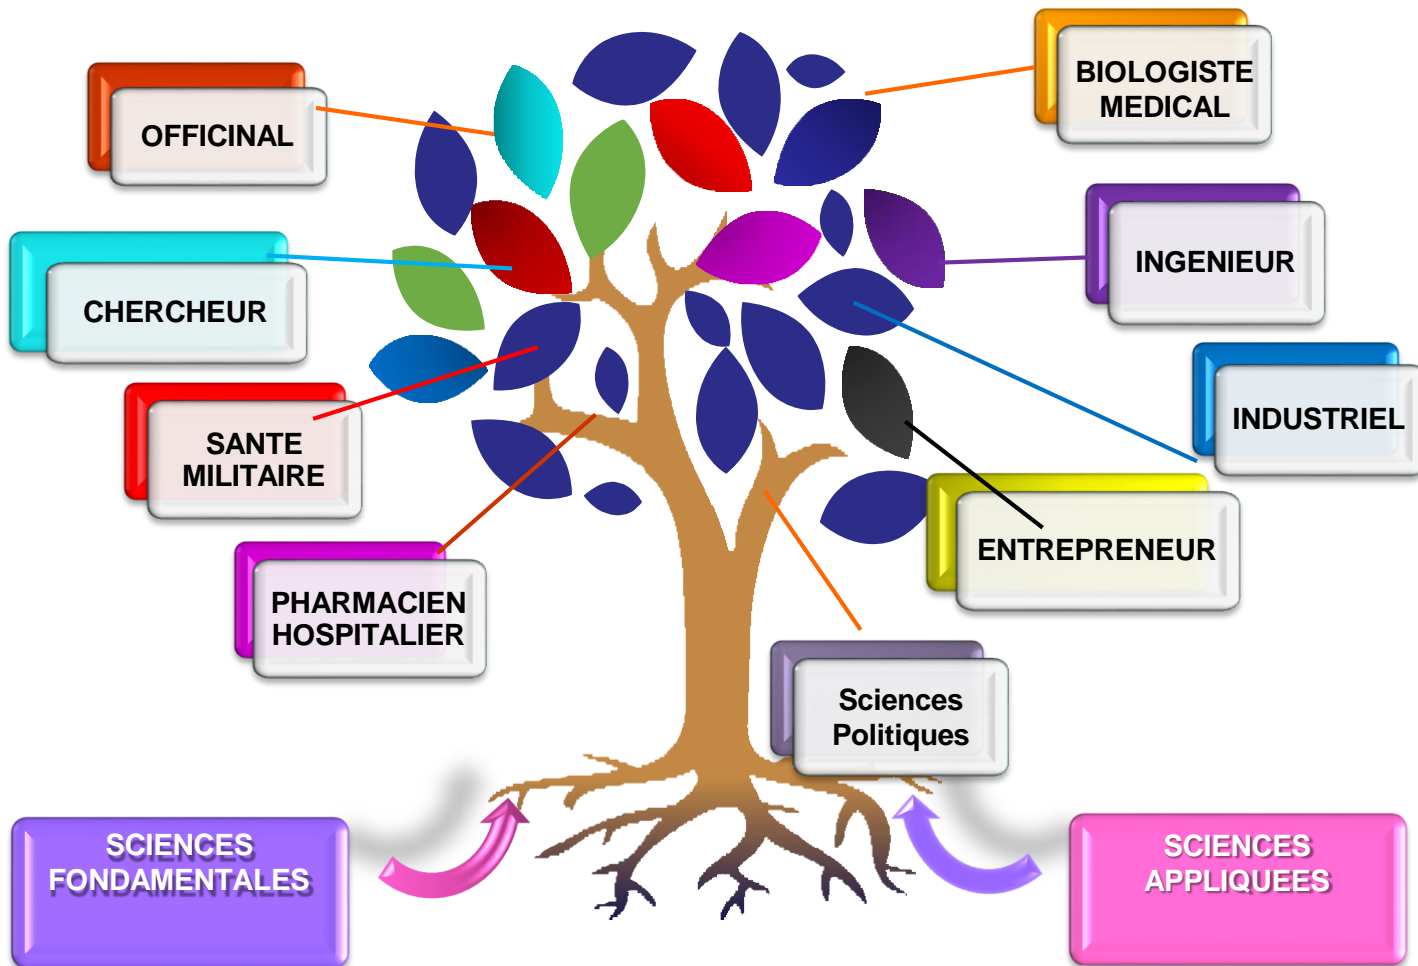 OFFICINAL
BIOLOGISTE
MEDICAL
CHERCHEUR
INGENIEUR
SANTE
MILITAIRE
INDUSTRIEL
PHARMACIEN
HOSPITALIER
ENTREPRENEUR
Sciences
Politiques
SCIENCES
FONDAMENTALES
SCIENCES
APPLIQUEES